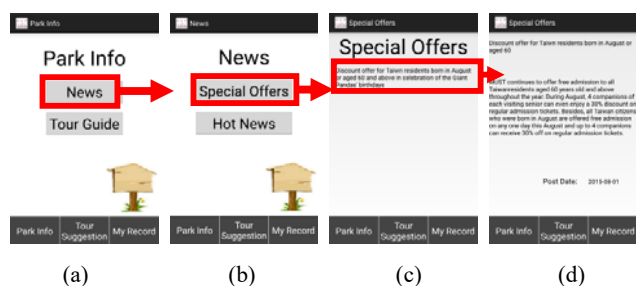 Park Info
Park Info
News
Tour Guide
Park Info
Tour
Suggestion
My Record
(a)
News
News
Special Offers
Hot News
Park Info
Tour
Suggestion
My Record
(b)
Special Offers
Special Offers
Discount offer for Taiwn residents born in August
or aged 60 and above in celebration of the Giant
Pandas' birthdays
Park Info
Tour
Suggestion
My Record
(c)
Special Offers
Discount offer for Taiwn residents born in August or
aged 60
MUST continues to offer free admission to all
Taiwanresidents aged 60 years old and above
throughout the year. During August, 4 companions of
each visiting senior can even enjoy a 30% discount on
regular admission tickets. Besides, all Taiwan citizens
who were born in August are offered free admission
on any one day this August and up to 4 companions
can receive 30% off on regular admission tickets.
Post Date: 2015-08-01
Park Info
Tour
Suggestion
My Record
(d)